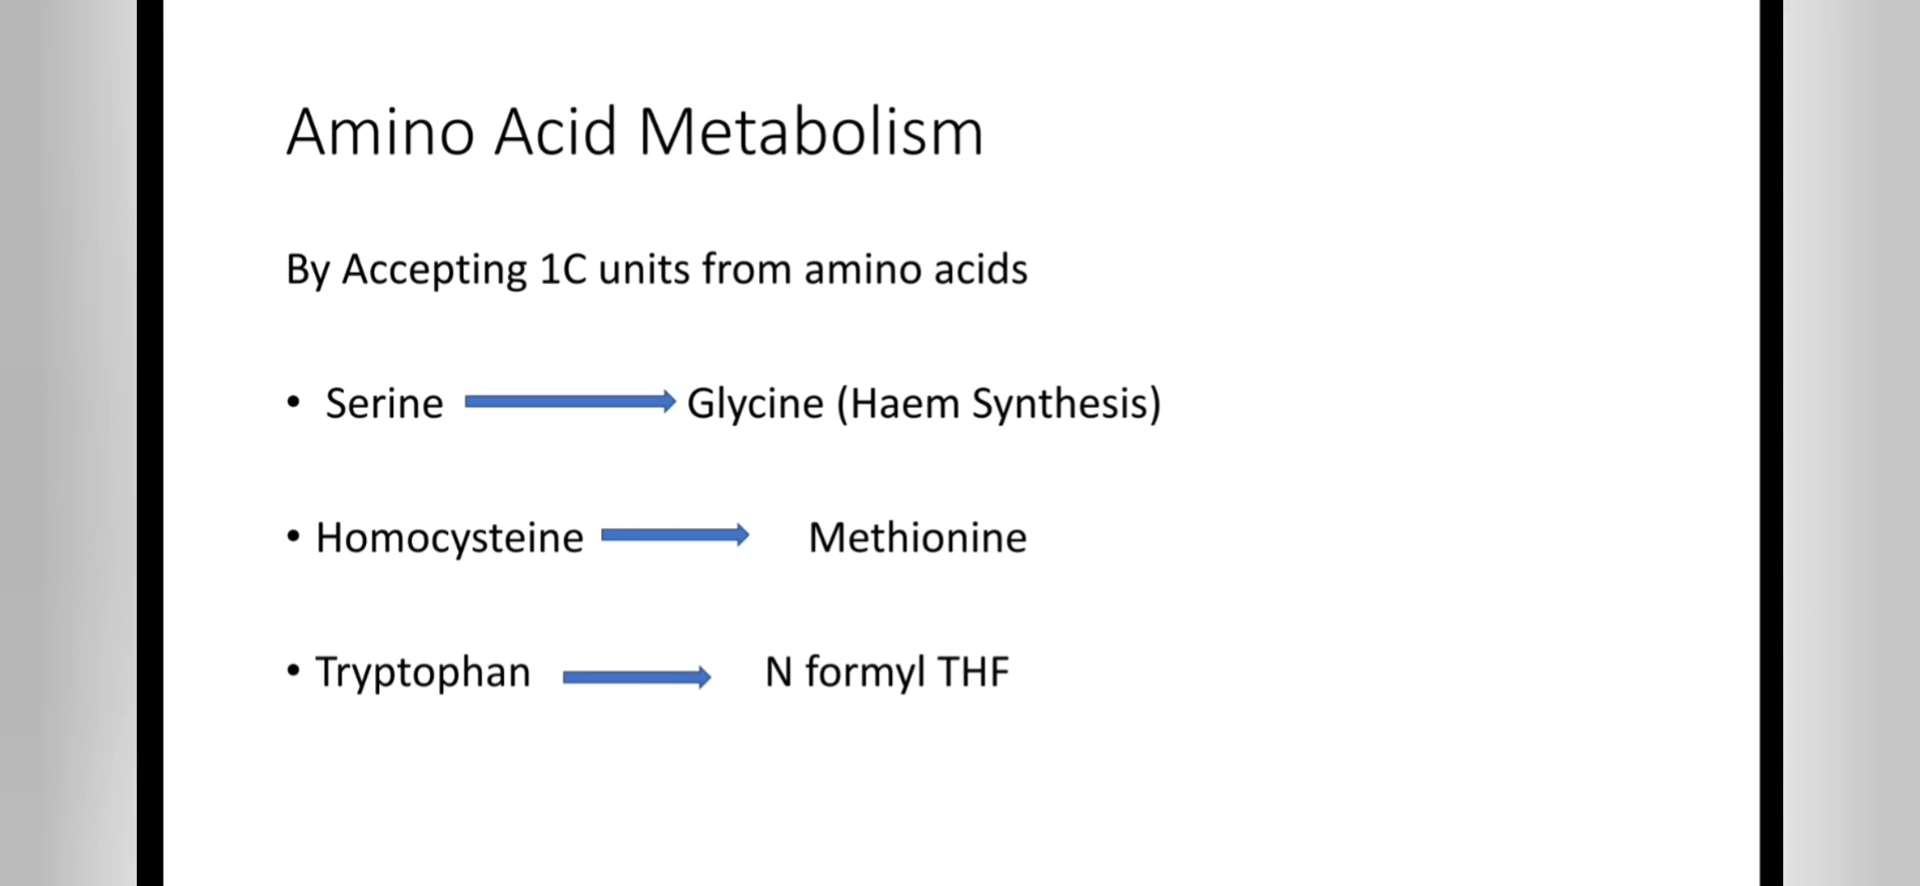 Amino Acid Metabolism
By Accepting 1C units from amino acids
• Serine Glycine (Haem Synthesis)
• Homocysteine Methionine
• Tryptophan N formyl THF